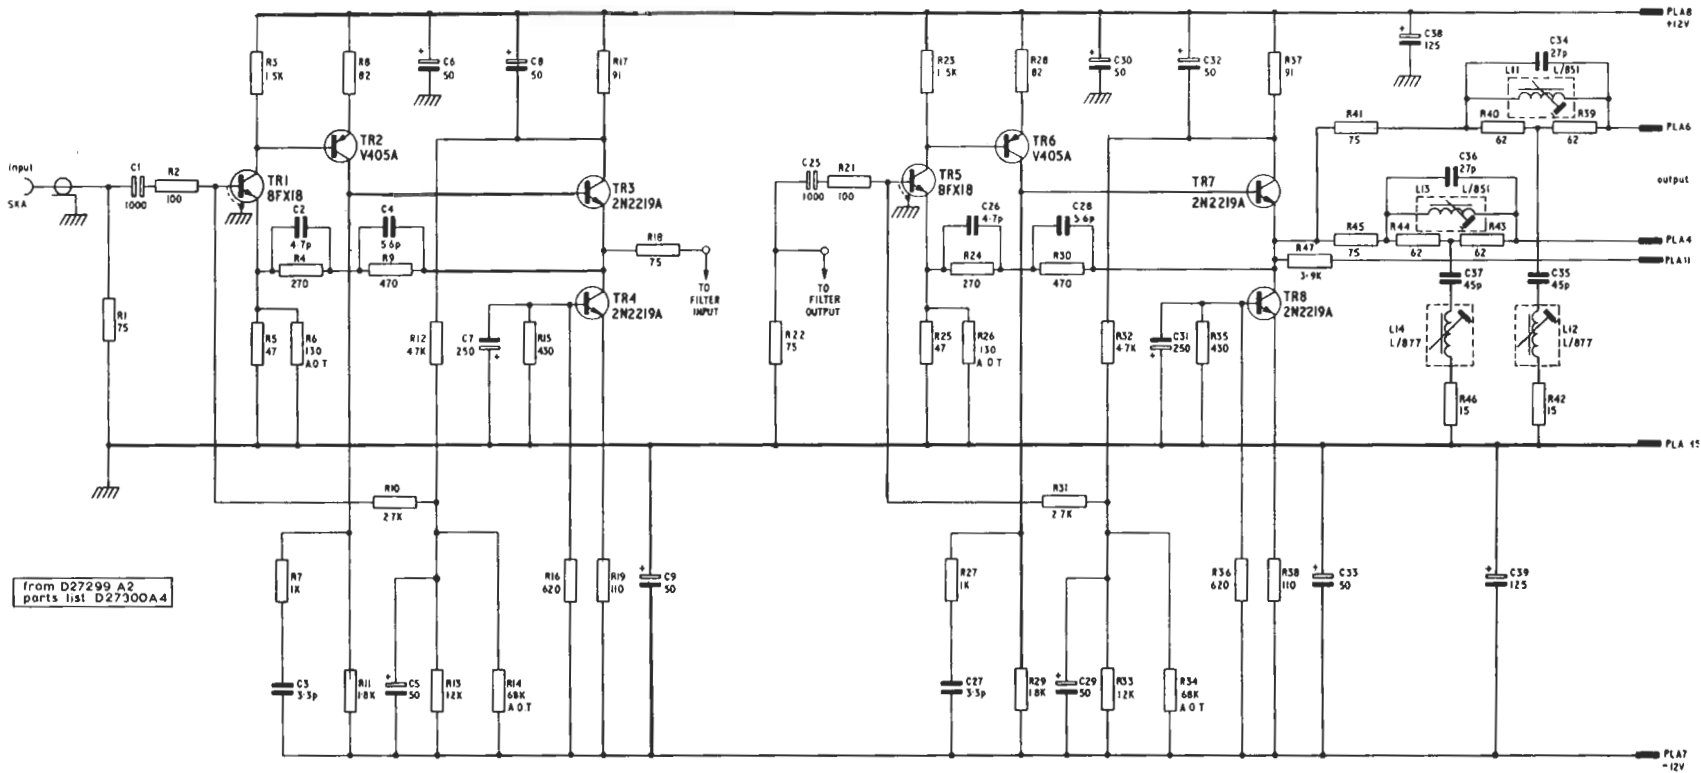 PLA8
+12V
C38
125
C34
27p
L11
L/851
R3
1.5K
R8
82
C6
50
C8
50
R17
91
R23
1.5K
R28
82
C30
50
C32
50
R37
91
R41
75
R40
62
R39
62
PLA6
TR2
V405A
TR6
V405A
input
SKA
C1
1000
R2
100
TR1
BFX18
TR3
2N2219A
C25
1000
R21
100
TR5
BFX18
TR7
2N2219A
C36
27p
L13
L/851
output
C2
4.7p
C4
5.6p
R4
270
R9
470
R18
75
TO
FILTER
INPUT
TO
FILTER
OUTPUT
C26
4.7p
C28
5.6p
R24
270
R30
470
R45
75
R44
62
R43
62
PLA4
R47
3.9K
PLA11
C37
45p
C35
45p
TR4
2N2219A
TR8
2N2219A
R1
75
R5
47
R6
130
A O T
R12
4.7K
C7
250
R15
430
R22
75
R25
47
R26
130
A O T
R32
4.7K
C31
250
R35
430
L14
L/877
L12
L/877
R46
15
R42
15
PLA 15
R10
2.7K
R31
2.7K
from D27299 A2
parts list D27300A4
R7
1K
R16
620
R19
110
C9
50
R27
1K
R36
620
R38
110
C33
50
C39
125
C3
3.3p
R11
1.8K
C5
50
R13
12K
R14
68K
A O T
C27
3.3p
R29
1.8K
C29
50
R33
12K
R34
68K
A O T
PLA7
-12V